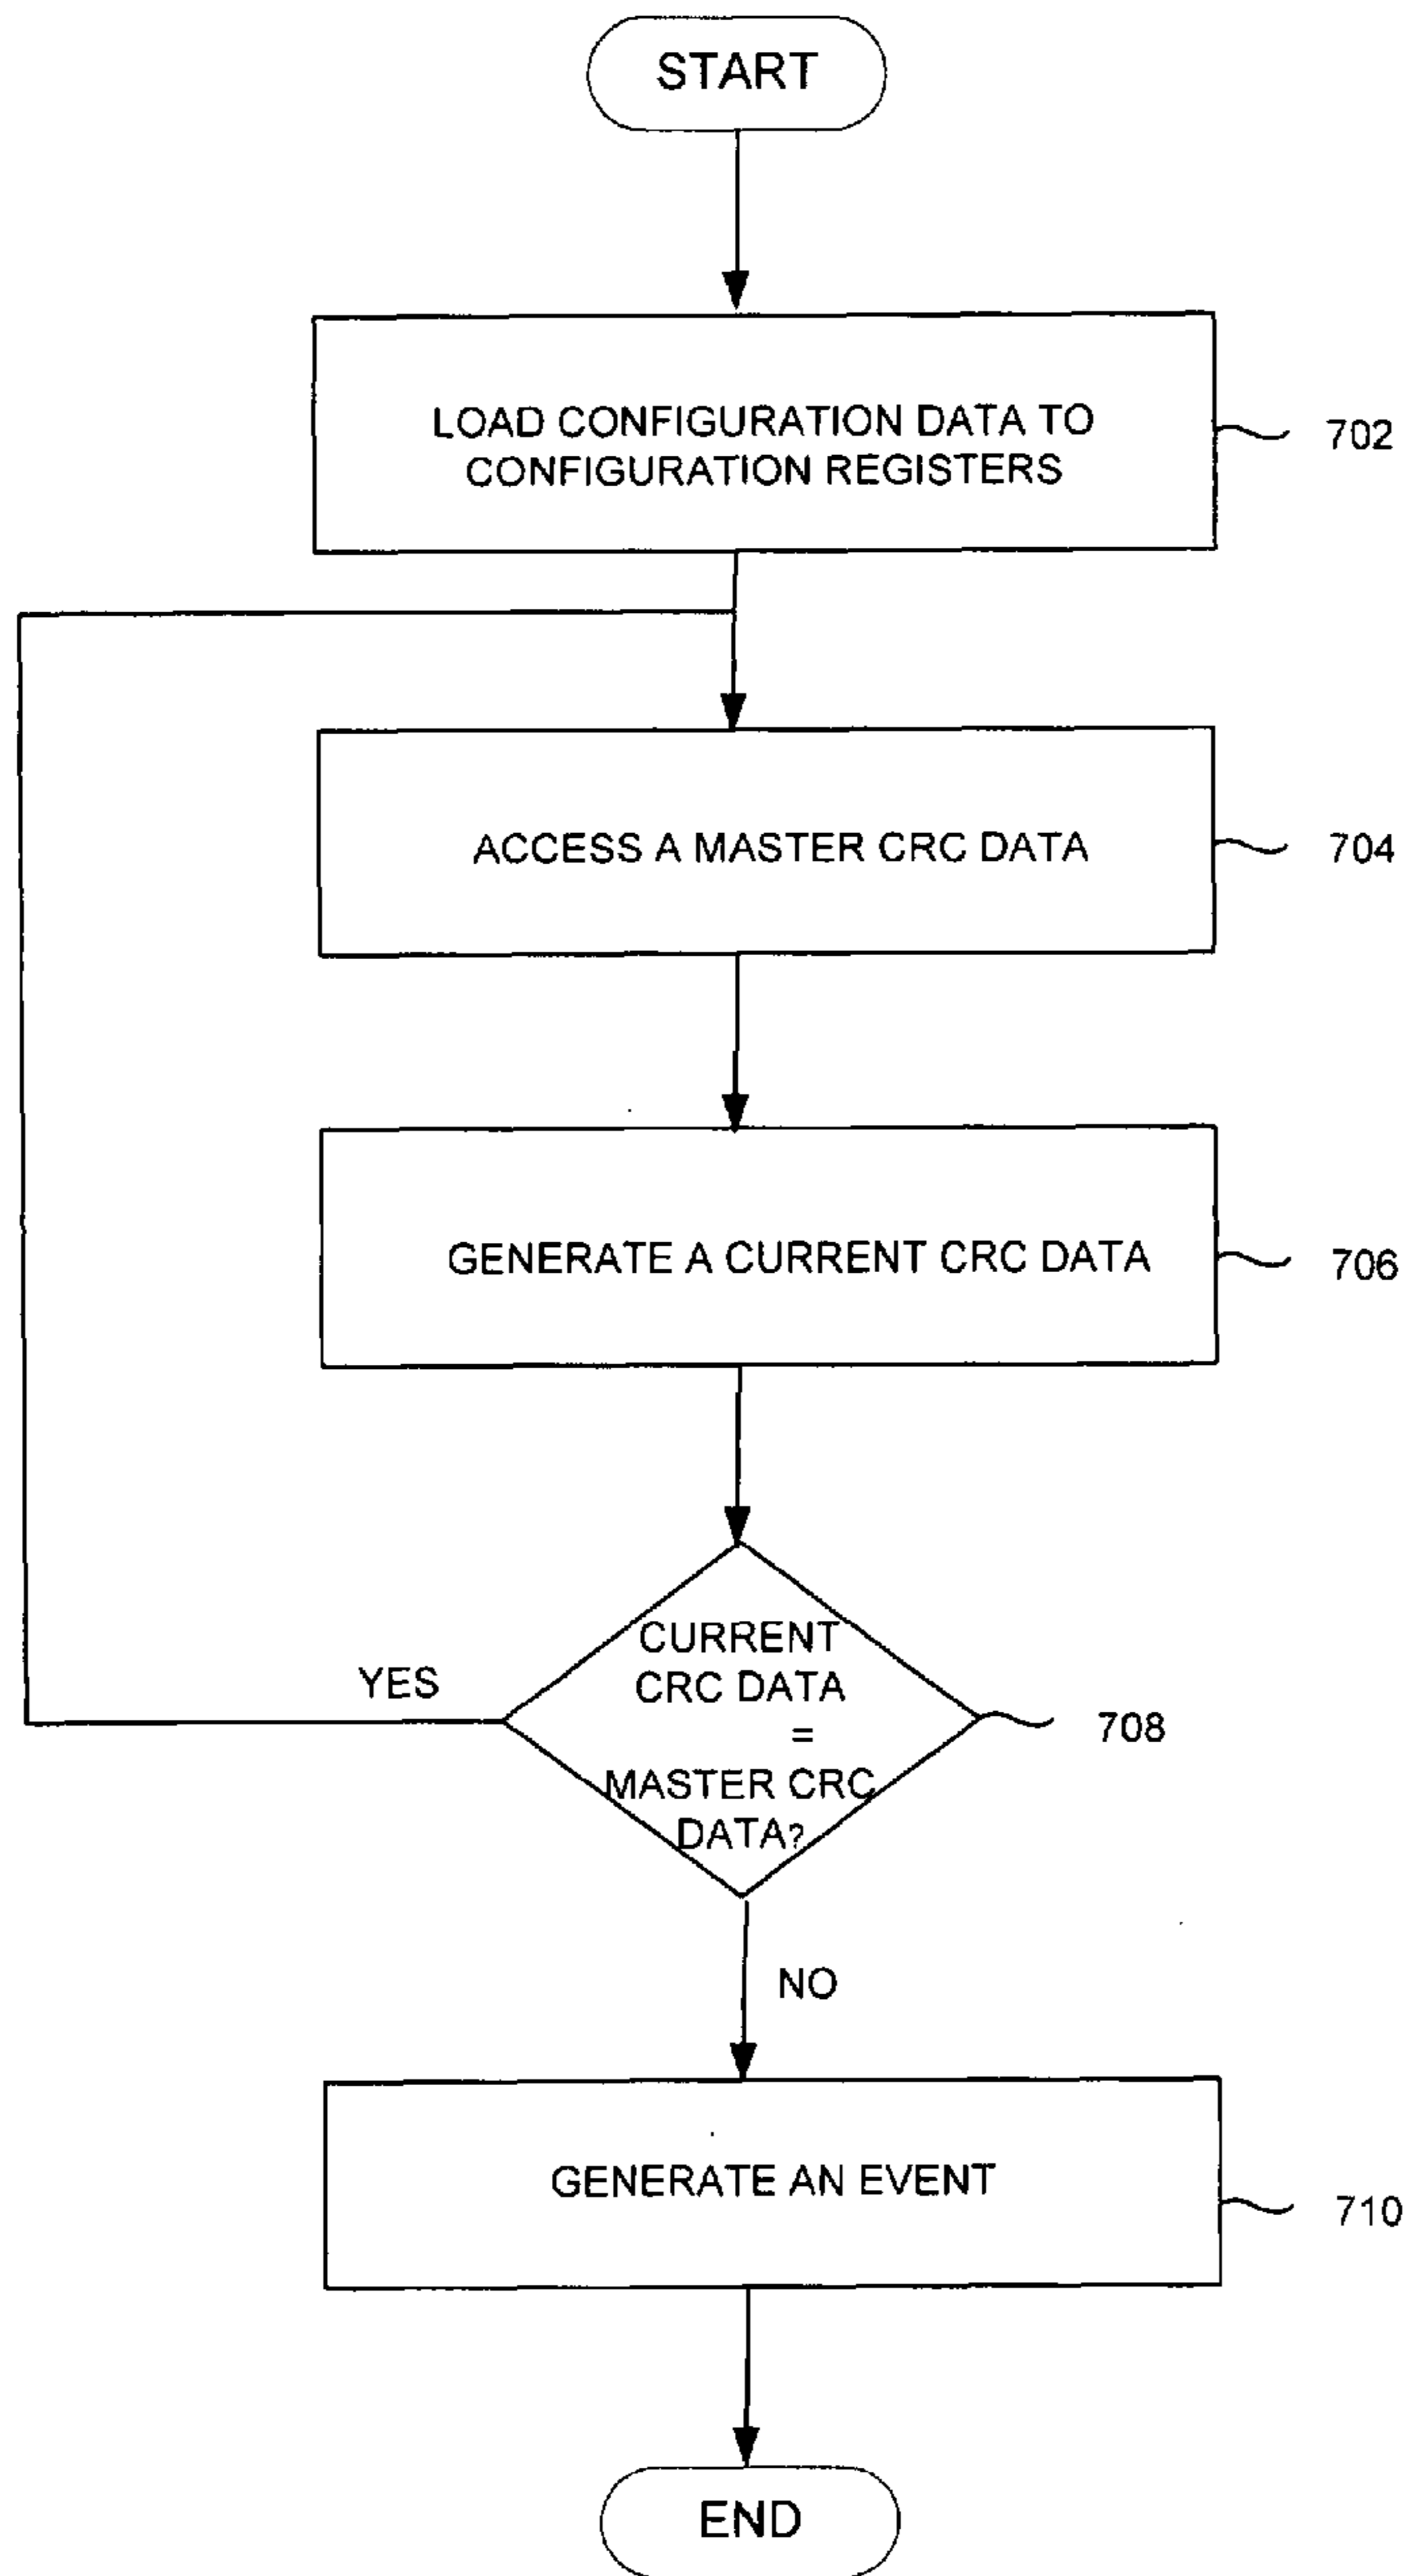 START
LOAD CONFIGURATION DATA TO
CONFIGURATION REGISTERS
702
ACCESS A MASTER CRC DATA
704
GENERATE A CURRENT CRC DATA
706
CURRENT
CRC DATA
=
MASTER CRC
DATA?
708
YES
NO
GENERATE AN EVENT
710
END